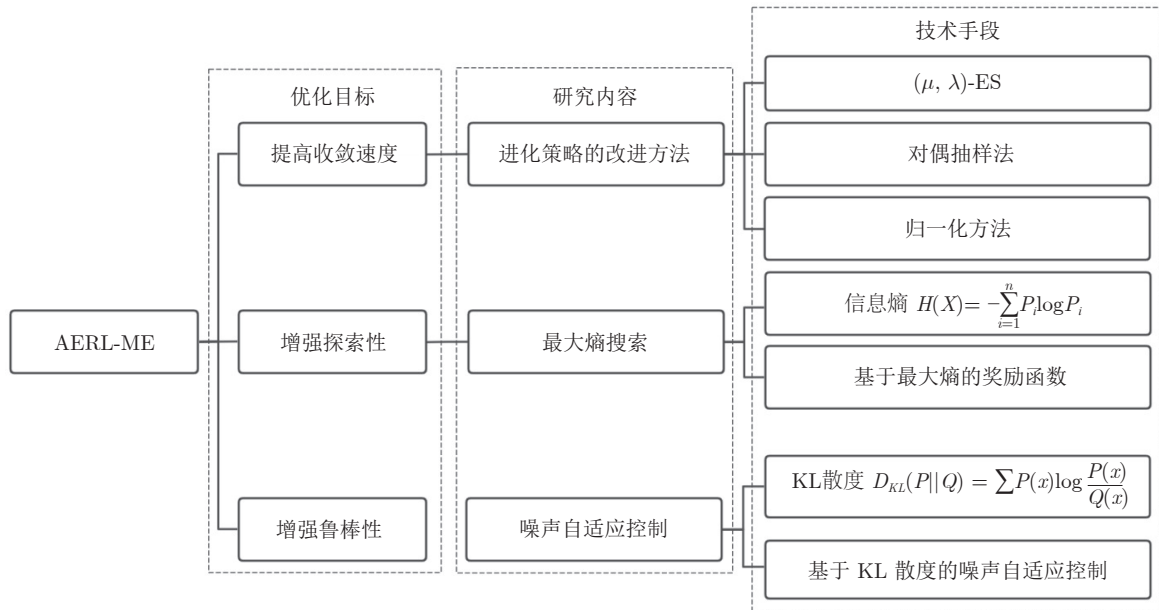 技术手段
优化目标
研究内容
(μ, λ)-ES
提高收敛速度
进化策略的改进方法
对偶抽样法
归一化方法
AERL-ME
增强探索性
最大熵搜索
信息熵 H(X)= -∑_{i=1}^{n} P_i log P_i
基于最大熵的奖励函数
增强鲁棒性
噪声自适应控制
KL散度 D_{KL}(P||Q) = ∑P(x)log P(x)/Q(x)
基于 KL 散度的噪声自适应控制